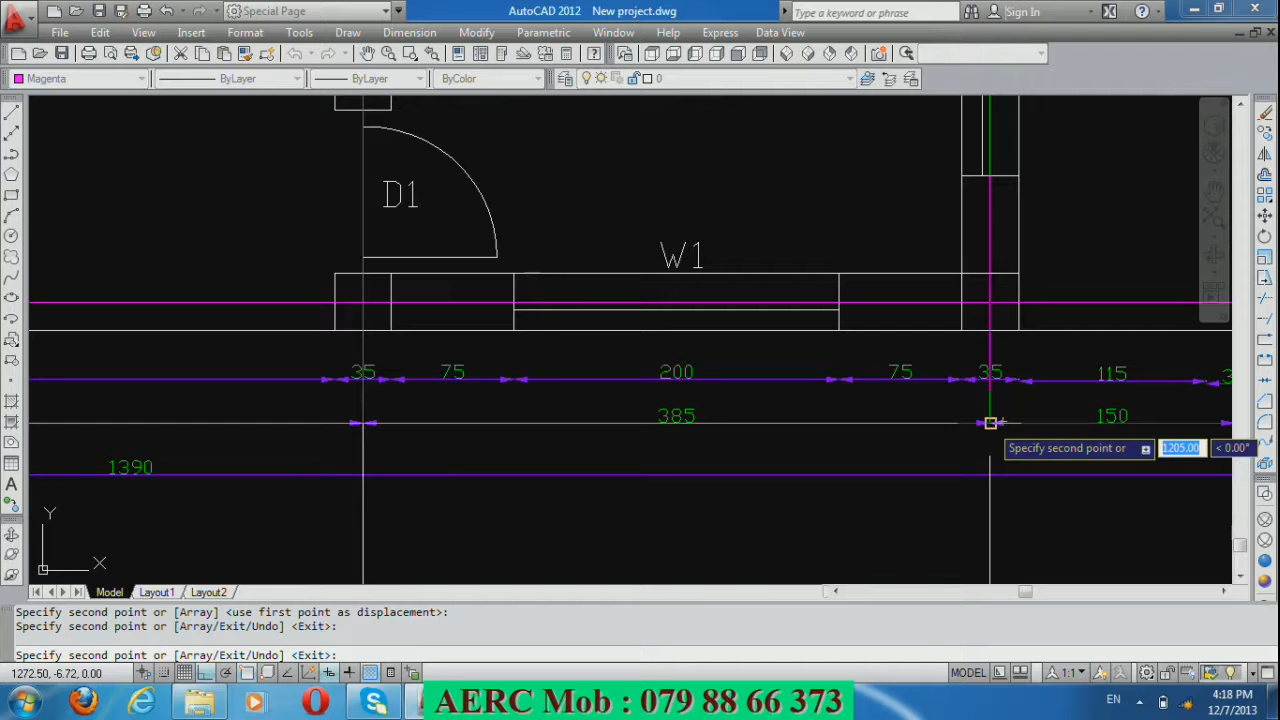 Special Page
AutoCAD 2012 New project.dwg
Type a keyword or phrase
Sign In
File Edit View Insert Format Tools Draw Dimension Modify Parametric Window Help Express Data View
Magenta
ByLayer
ByLayer
ByColor
0
D1
W1
35 75 200 75 35 115
385 150
Specify second point or 1205.00 < 0.00°
1390
Y
X
Model Layout1 Layout2
Specify second point or [Array] <use first point as displacement>:
Specify second point or [Array/Exit/Undo] <Exit>:
Specify second point or [Array/Exit/Undo] <Exit>:
1272.50, -6.72, 0.00
MODEL
1:1
AERC Mob : 079 88 66 373
EN
4:18 PM
12/7/2013